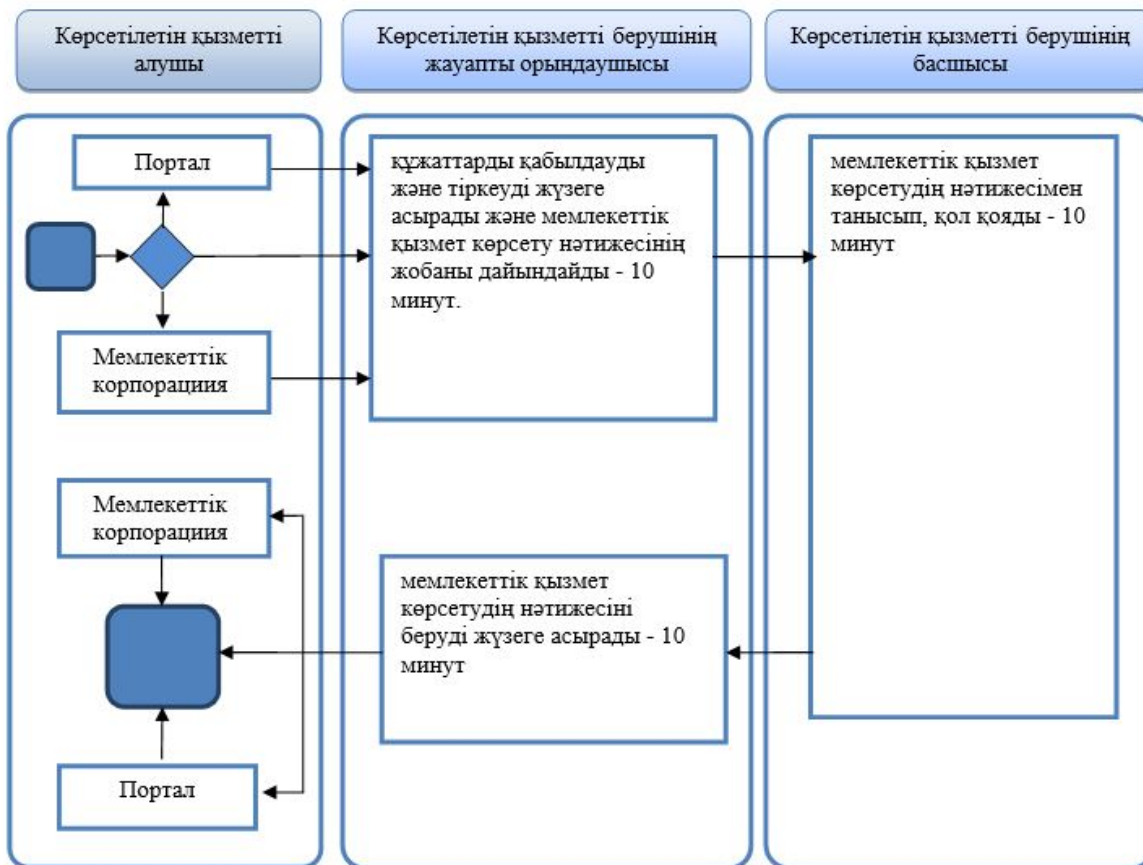 Көрсетілетін қызметті
алушы
Көрсетілетін қызметті берушінің
жауапты орындаушысы
Көрсетілетін қызметті берушінің
басшысы
Портал
Мемлекеттік
корпорациия
құжаттарды қабылдауды
және тіркеуді жүзеге
асырады және мемлекеттік
қызмет көрсету нәтижесінің
жобаны дайындайды - 10
минут.
мемлекеттік қызмет
көрсетудің нәтижесімен
танысып, қол қояды - 10
минут
Мемлекеттік
корпорациия
Портал
мемлекеттік қызмет
көрсетудің нәтижесіні
беруді жүзеге асырады - 10
минут